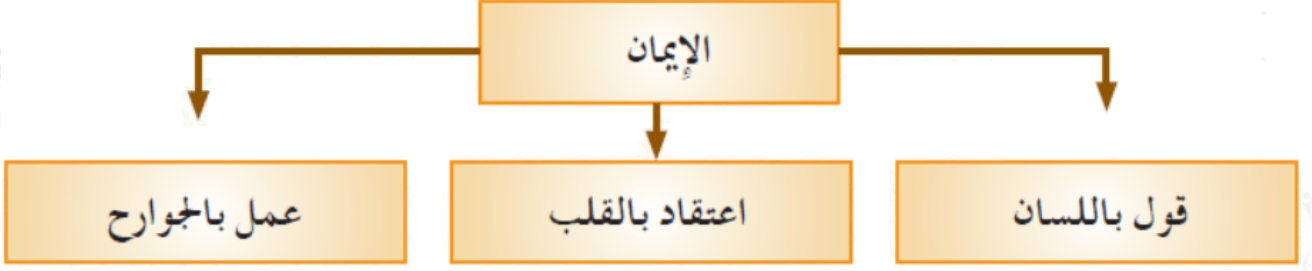 الإيمان
قول باللسان
اعتقاد بالقلب
عمل بالجوارح